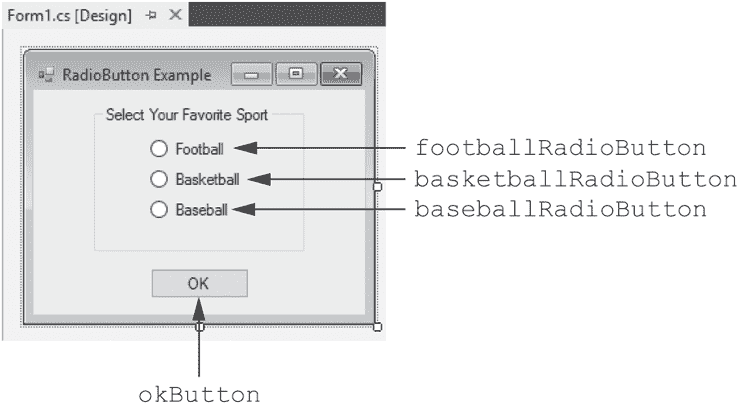 Form1.cs [Design]
RadioButton Example
Select Your Favorite Sport
Football footballRadioButton
Basketball basketballRadioButton
Baseball baseballRadioButton
OK
okButton